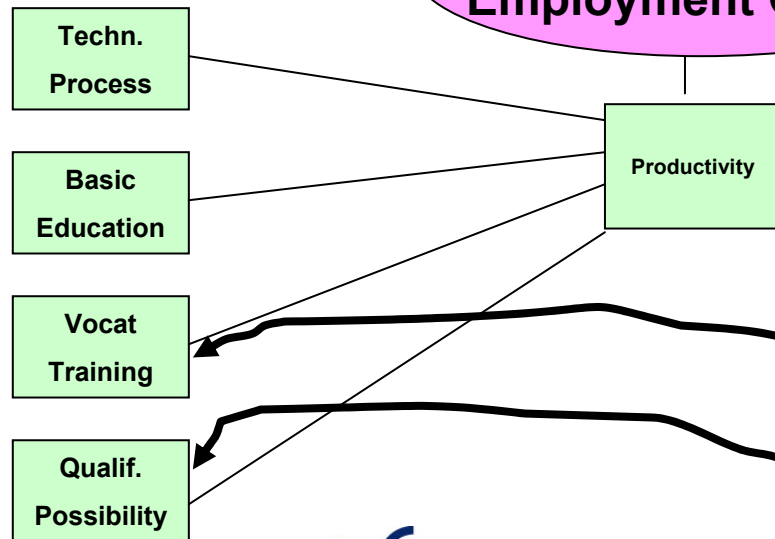 Employment
Techn.
Process
Productivity
Basic
Education
Vocat
Training
Qualif.
Possibility